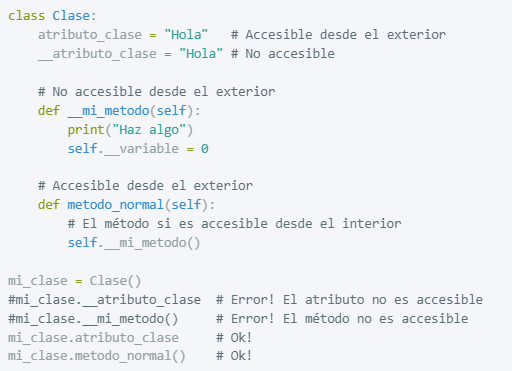 class Clase:
    atributo_clase = "Hola"   # Accesible desde el exterior
    __atributo_clase = "Hola" # No accesible

    # No accesible desde el exterior
    def __mi_metodo(self):
        print("Haz algo")
        self.__variable = 0

    # Accesible desde el exterior
    def metodo_normal(self):
        # El método si es accesible desde el interior
        self.__mi_metodo()

mi_clase = Clase()
#mi_clase.__atributo_clase  # Error! El atributo no es accesible
#mi_clase.__mi_metodo()     # Error! El método no es accesible
mi_clase.atributo_clase     # Ok!
mi_clase.metodo_normal()    # Ok!